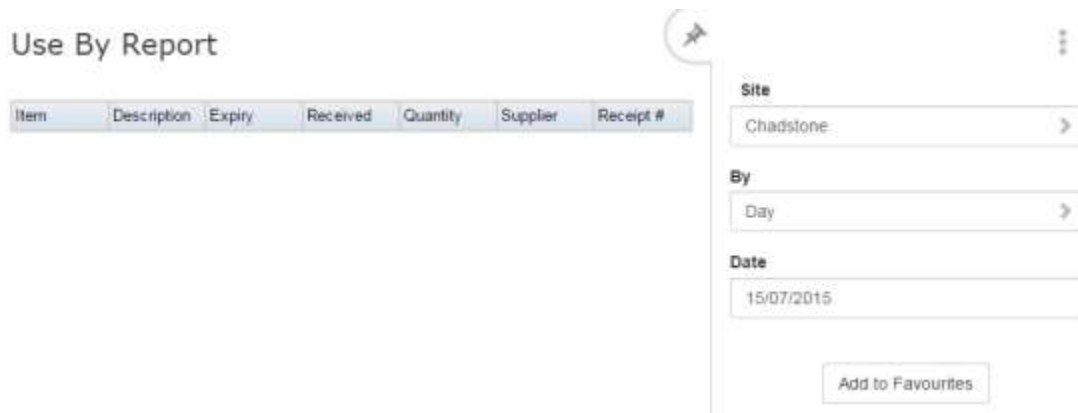 Use By Report
Item Description Expiry Received Quantity Supplier Receipt #
Site
Chadstone
By
Day
Date
15/07/2015
Add to Favourites